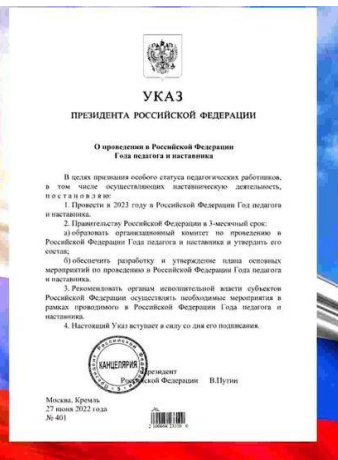 УКАЗ
ПРЕЗИДЕНТА РОССИЙСКОЙ ФЕДЕРАЦИИ
О проведении в Российской Федерации
Года педагога и наставника
В целях признания особого статуса педагогических работников,
в том числе осуществляющих наставническую деятельность,
постановляю:
1. Провести в 2023 году в Российской Федерации Год педагога
и наставника.
2. Правительству Российской Федерации в 3-месячный срок:
а) образовать организационный комитет по проведению в
Российской Федерации Года педагога и наставника и утвердить его
состав;
б) обеспечить разработку и утверждение плана основных
мероприятий по проведению в Российской Федерации Года педагога
и наставника.
3. Рекомендовать органам исполнительной власти субъектов
Российской Федерации осуществлять необходимые мероприятия в
рамках проводимого в Российской Федерации Года педагога и
наставника.
4. Настоящий Указ вступает в силу со дня его подписания.
КАНЦЕЛЯРИЯ
Президент
Российской Федерации В.Путин
Москва, Кремль
27 июня 2022 года
№ 401